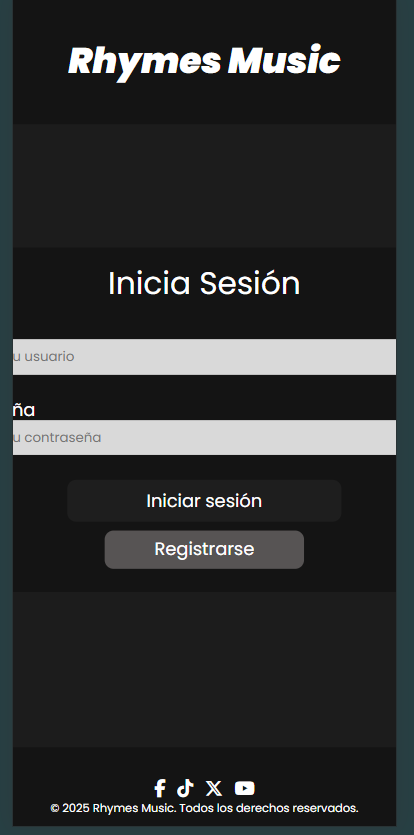 Rhymes Music
Inicia Sesión
u usuario
ña
u contraseña
Iniciar sesión
Registrarse
© 2025 Rhymes Music. Todos los derechos reservados.